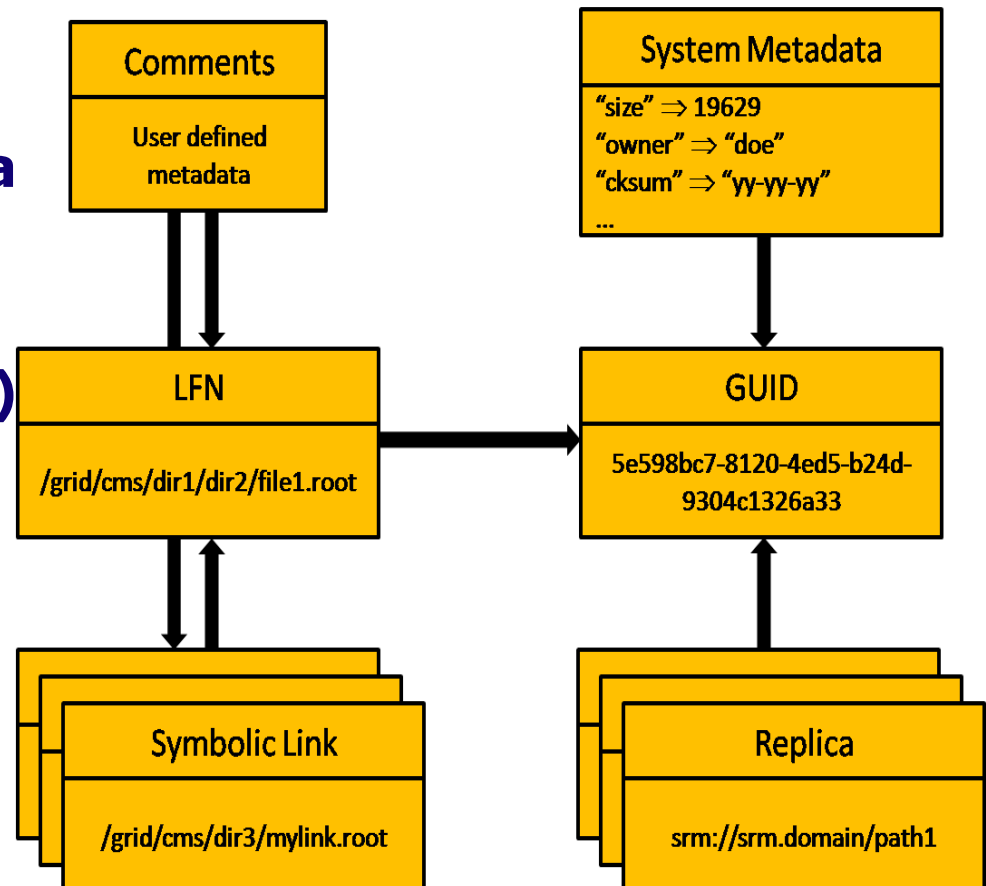 Comments
User defined
metadata
System Metadata
“size” ⇒ 19629
“owner” ⇒ “doe”
“cksum” ⇒ “yy-yy-yy”
...
a
)
LFN
/grid/cms/dir1/dir2/file1.root
GUID
5e598bc7-8120-4ed5-b24d-
9304c1326a33
Symbolic Link
/grid/cms/dir3/mylink.root
Replica
srm://srm.domain/path1